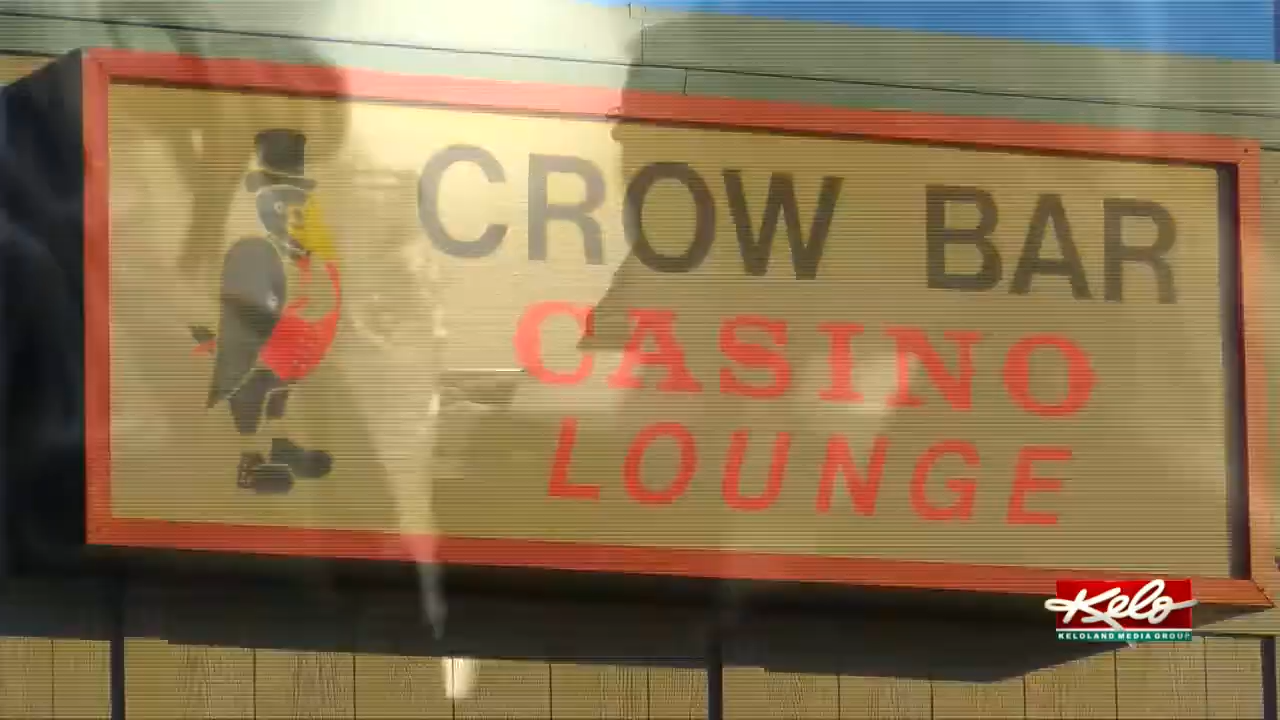 CROW BAR
CASINO
LOUNGE
Kelo
KELOLAND MEDIA GROUP